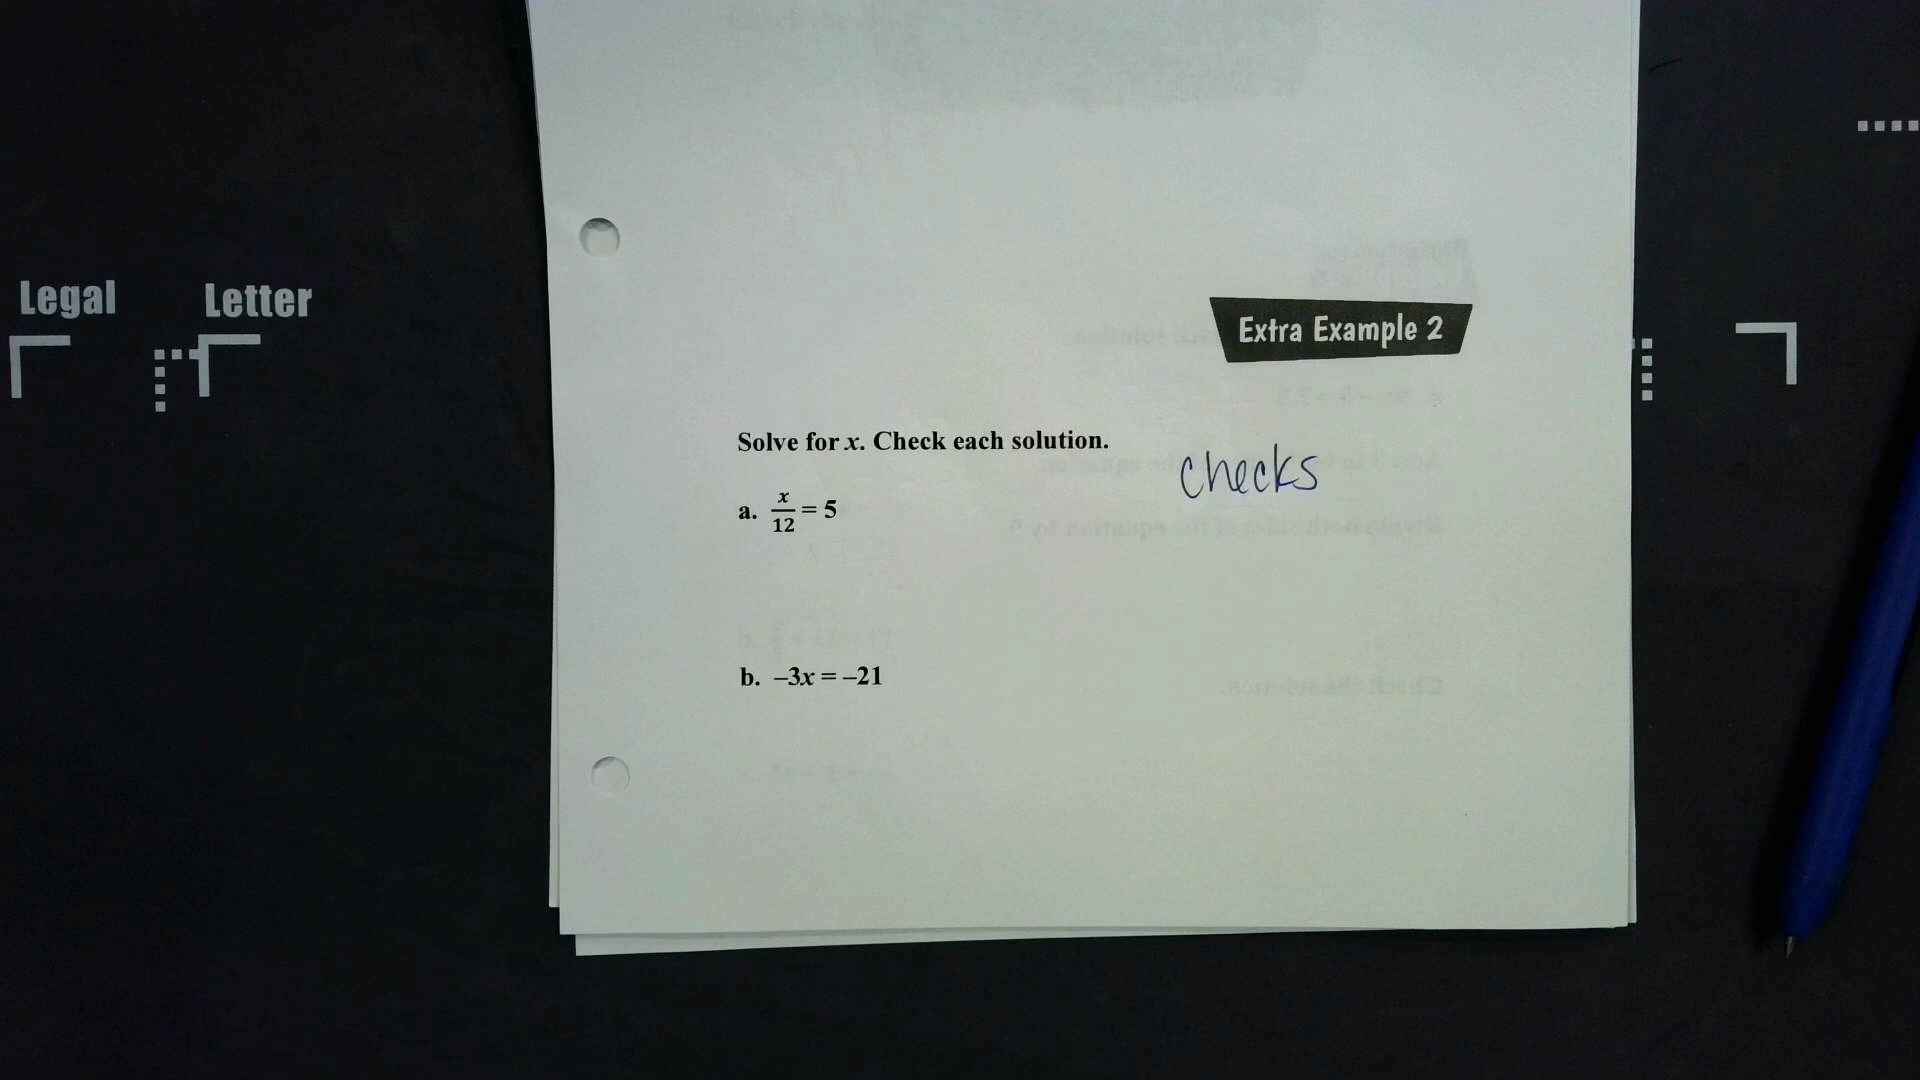 Legal Letter
Extra Example 2
Solve for x. Check each solution.
checks
a. x/12 = 5
b. –3x = –21